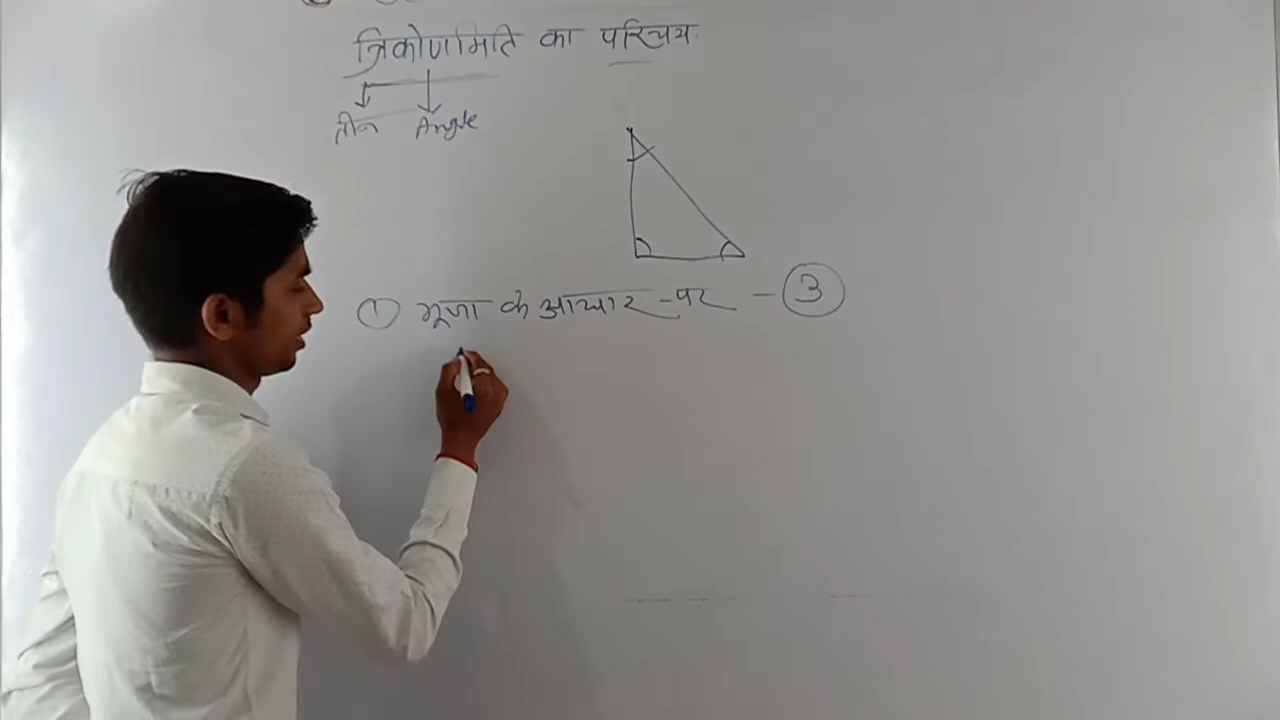 त्रिकोणमिति का परिचय
तीन Angle
① भूजा के आधार पर - ③